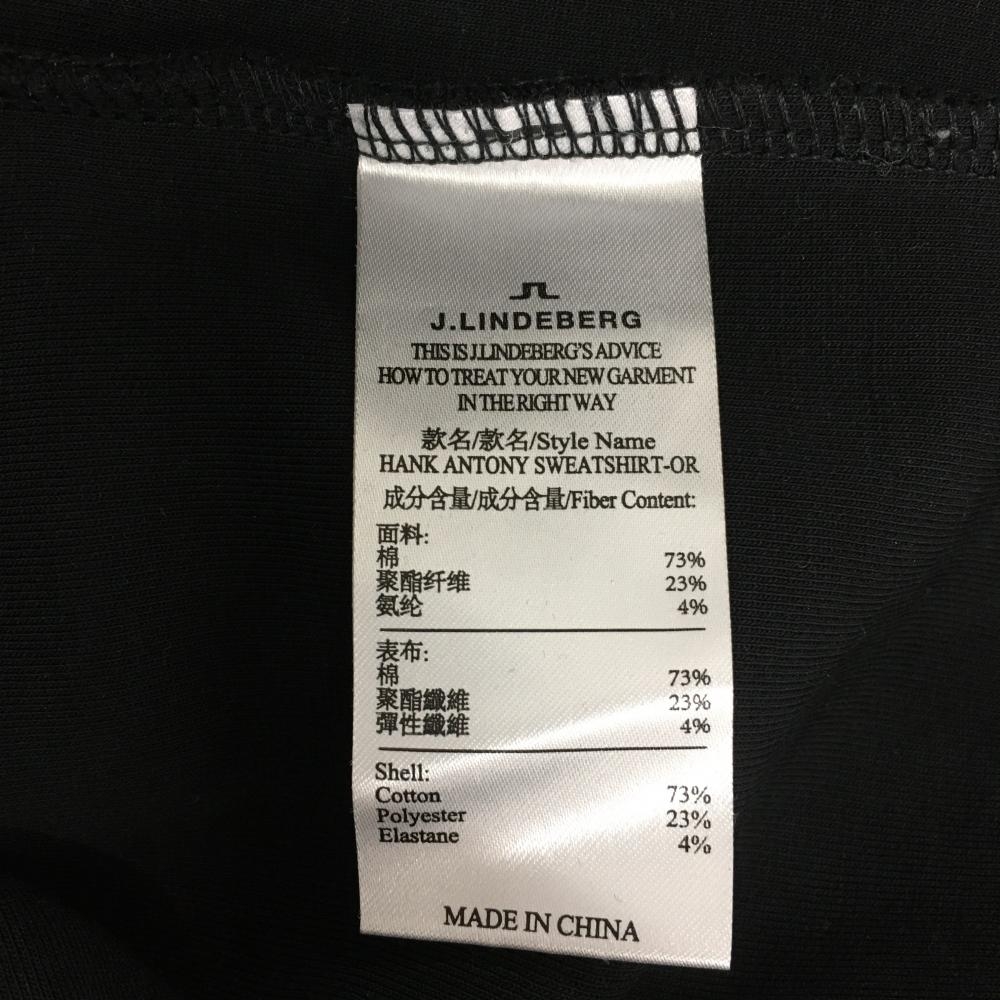 J.LINDEBERG
THIS IS J.LINDEBERG'S ADVICE
HOW TO TREAT YOUR NEW GARMENT
IN THE RIGHT WAY
款名/款名/Style Name
HANK ANTONY SWEATSHIRT-OR
成分含量/成分含量/Fiber Content:
面料:
棉 73%
聚酯纤维 23%
氨纶 4%
表布:
棉 73%
聚酯纖維 23%
彈性纖維 4%
Shell:
Cotton 73%
Polyester 23%
Elastane 4%
MADE IN CHINA